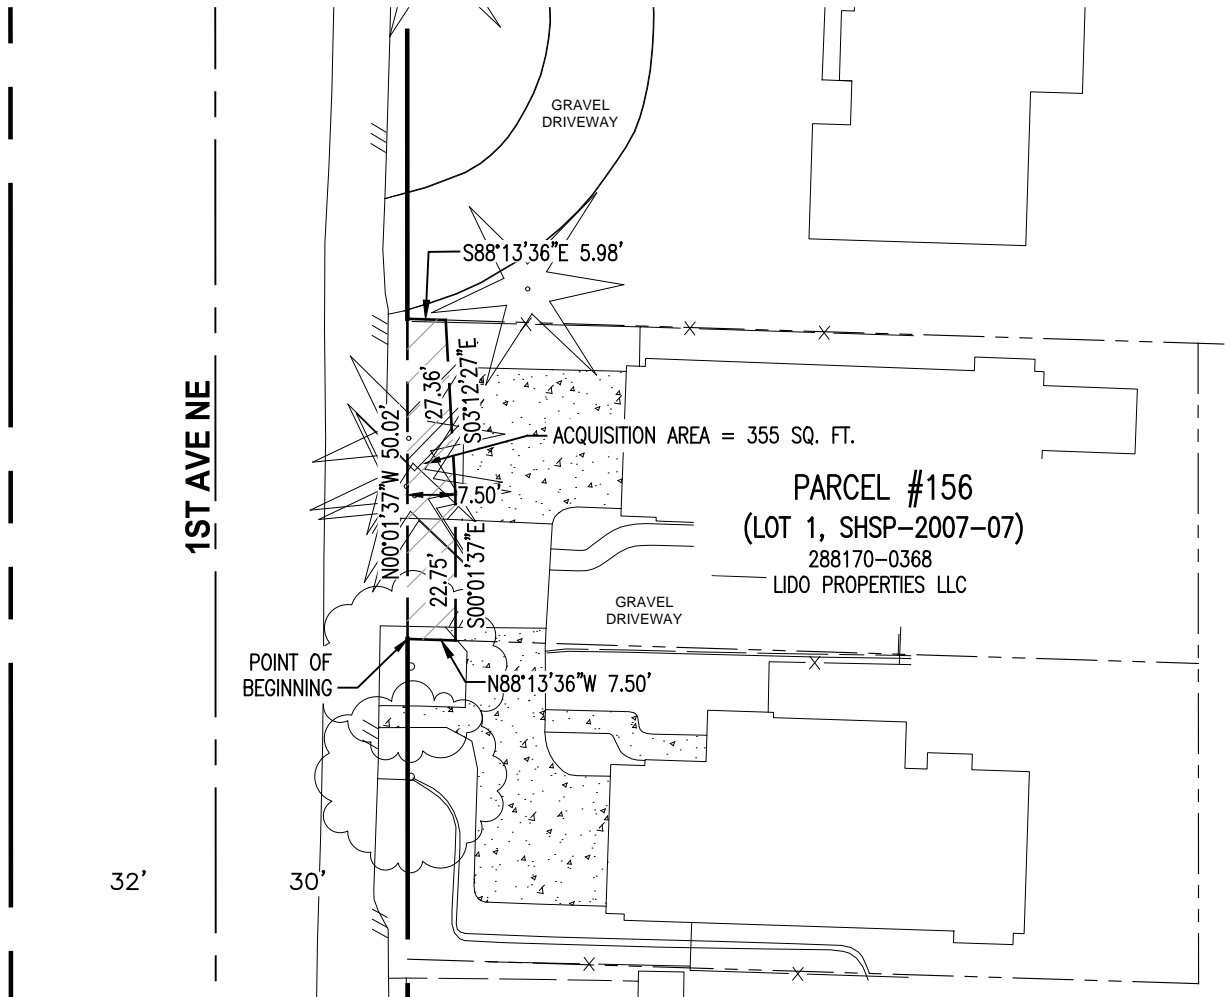 GRAVEL
DRIVEWAY
S88°13'36"E 5.98'
27.36'
S03°12'27"E
1ST AVE NE
N00°01'37"W 50.02'
ACQUISITION AREA = 355 SQ. FT.
7.50'
PARCEL #156
(LOT 1, SHSP-2007-07)
288170-0368
LIDO PROPERTIES LLC
22.75'
S00°01'37"E
GRAVEL
DRIVEWAY
POINT OF
BEGINNING
N88°13'36"W 7.50'
32'
30'